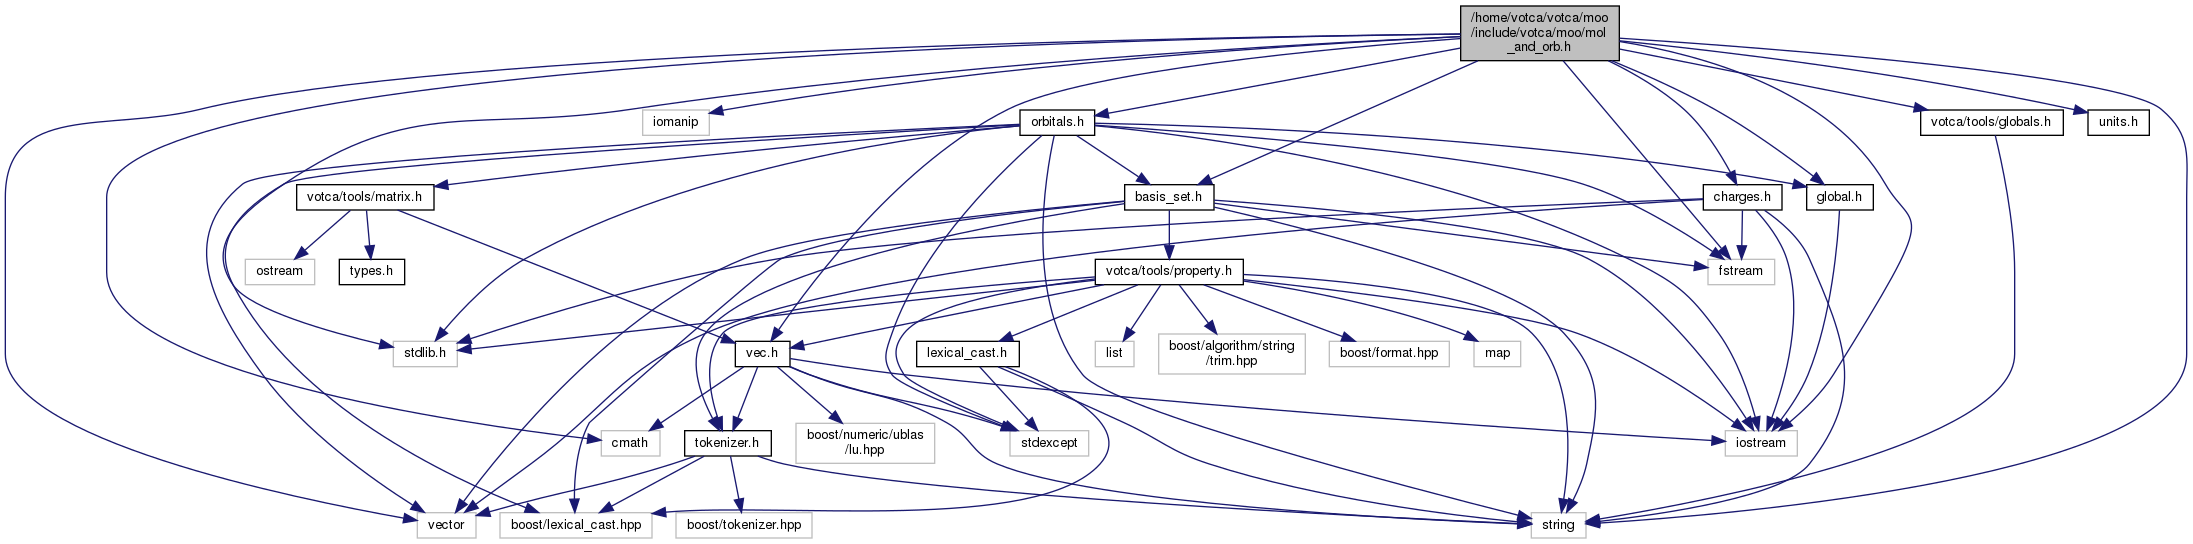 /home/votca/votca/moo
/include/votca/moo/mol
_and_orb.h
iomanip
orbitals.h
votca/tools/globals.h
units.h
votca/tools/matrix.h
basis_set.h
charges.h
global.h
ostream
types.h
votca/tools/property.h
fstream
stdlib.h
vec.h
lexical_cast.h
list
boost/algorithm/string
/trim.hpp
boost/format.hpp
map
cmath
tokenizer.h
boost/numeric/ublas
/lu.hpp
stdexcept
iostream
vector
boost/lexical_cast.hpp
boost/tokenizer.hpp
string